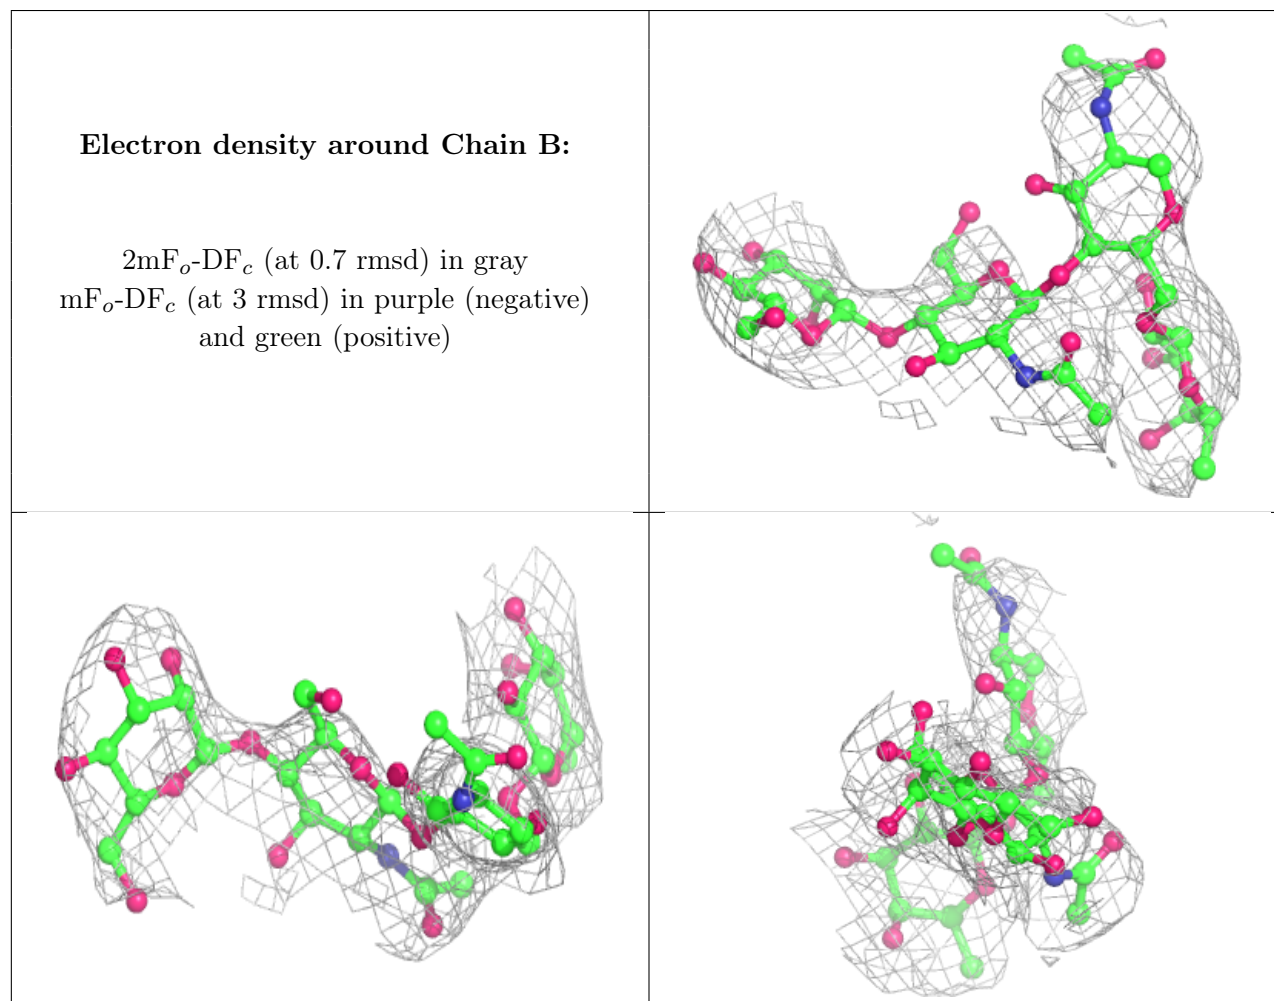 Electron density around Chain B:
2mFo-DFc (at 0.7 rmsd) in gray
mFo-DFc (at 3 rmsd) in purple (negative)
and green (positive)